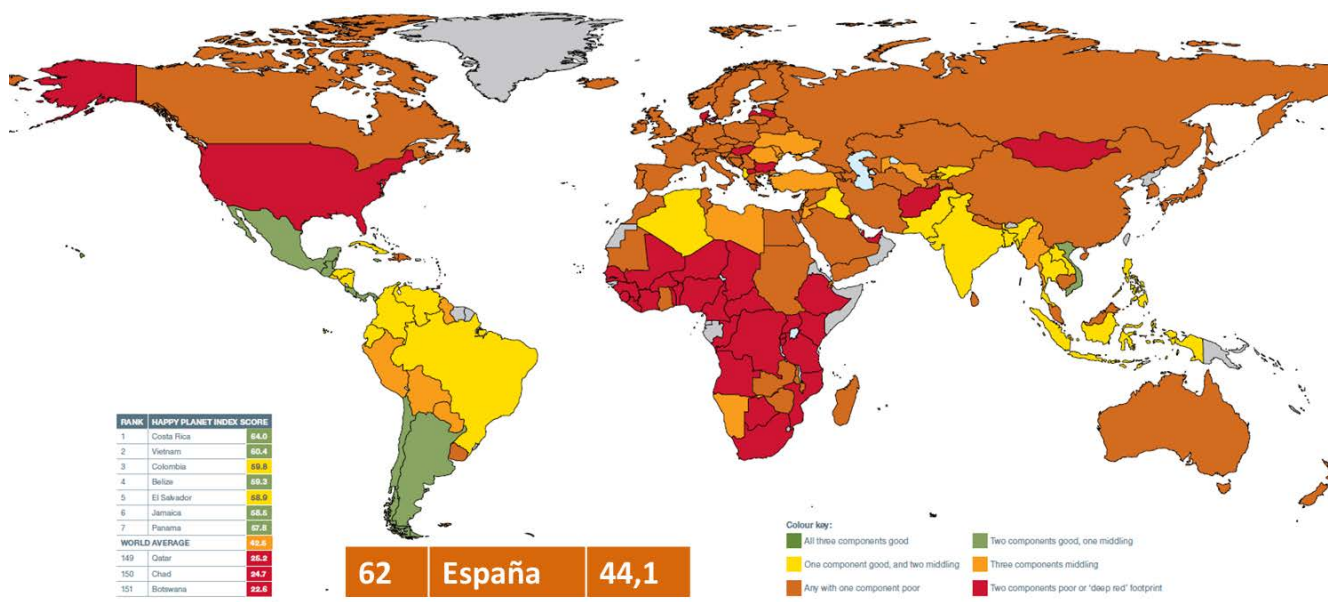 RANK HAPPY PLANET INDEX SCORE
1 Costa Rica 64.0
2 Vietnam 60.4
3 Colombia 59.8
4 Belize 59.3
5 El Salvador 58.9
6 Jamaica 58.5
7 Panama 57.8
WORLD AVERAGE 42.5
149 Qatar 25.2
150 Chad 24.7
151 Botswana 22.6
62 España 44,1
Colour key:
All three components good
Two components good, one middling
One component good, and two middling
Three components middling
Any with one component poor
Two components poor or 'deep red' footprint